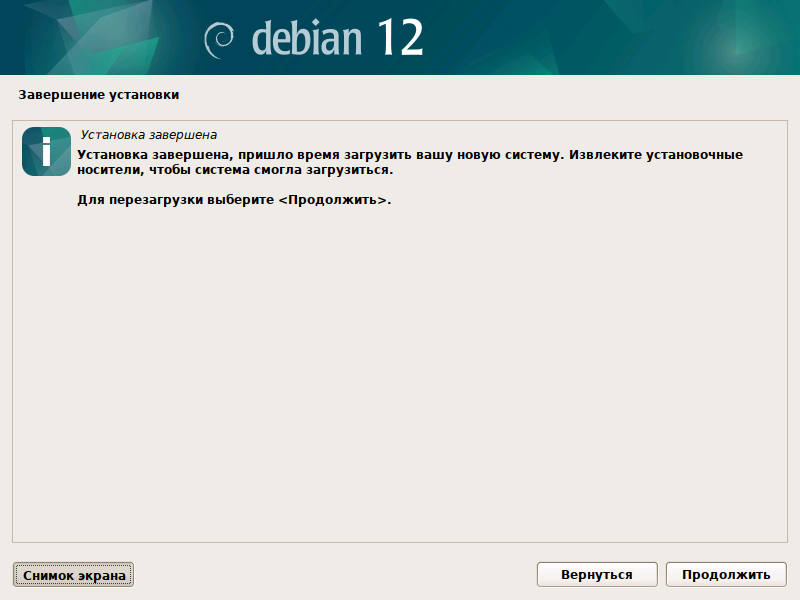 debian 12
Завершение установки
Установка завершена
Установка завершена, пришло время загрузить вашу новую систему. Извлеките установочные
носители, чтобы система смогла загрузиться.
Для перезагрузки выберите <Продолжить>.
Снимок экрана
Вернуться
Продолжить